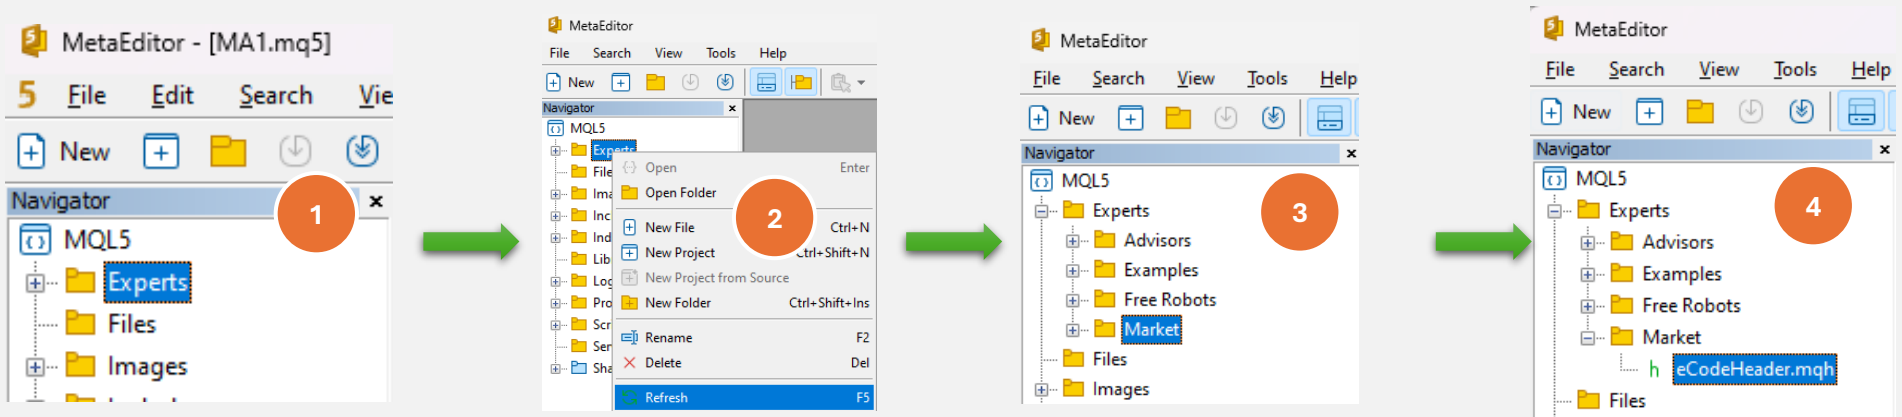 MetaEditor - [MA1.mq5]
5 File Edit Search Vie
New
Navigator
1
MQL5
Experts
Files
Images
MetaEditor
File Search View Tools Help
New
Navigator
MQL5
Experts
File
Ima
Inc
Ind
Lib
Log
Pro
Scr
Ser
Sha
Open Enter
Open Folder
2
New File Ctrl+N
New Project Ctrl+Shift+N
New Project from Source
New Folder Ctrl+Shift+Ins
Rename F2
Delete Del
Refresh F5
MetaEditor
File Search View Tools Help
New
Navigator
MQL5
3
Experts
Advisors
Examples
Free Robots
Market
Files
Images
MetaEditor
File Search View Tools Help
New
Navigator
MQL5
4
Experts
Advisors
Examples
Free Robots
Market
h eCodeHeader.mqh
Files